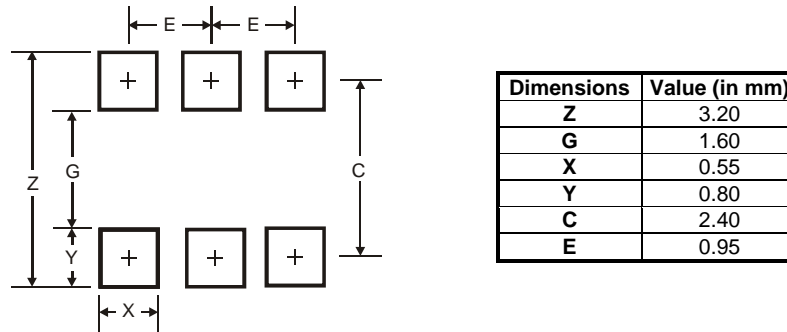 E E
Z
G
C
Y
X
Dimensions Value (in mm)
Z 3.20
G 1.60
X 0.55
Y 0.80
C 2.40
E 0.95